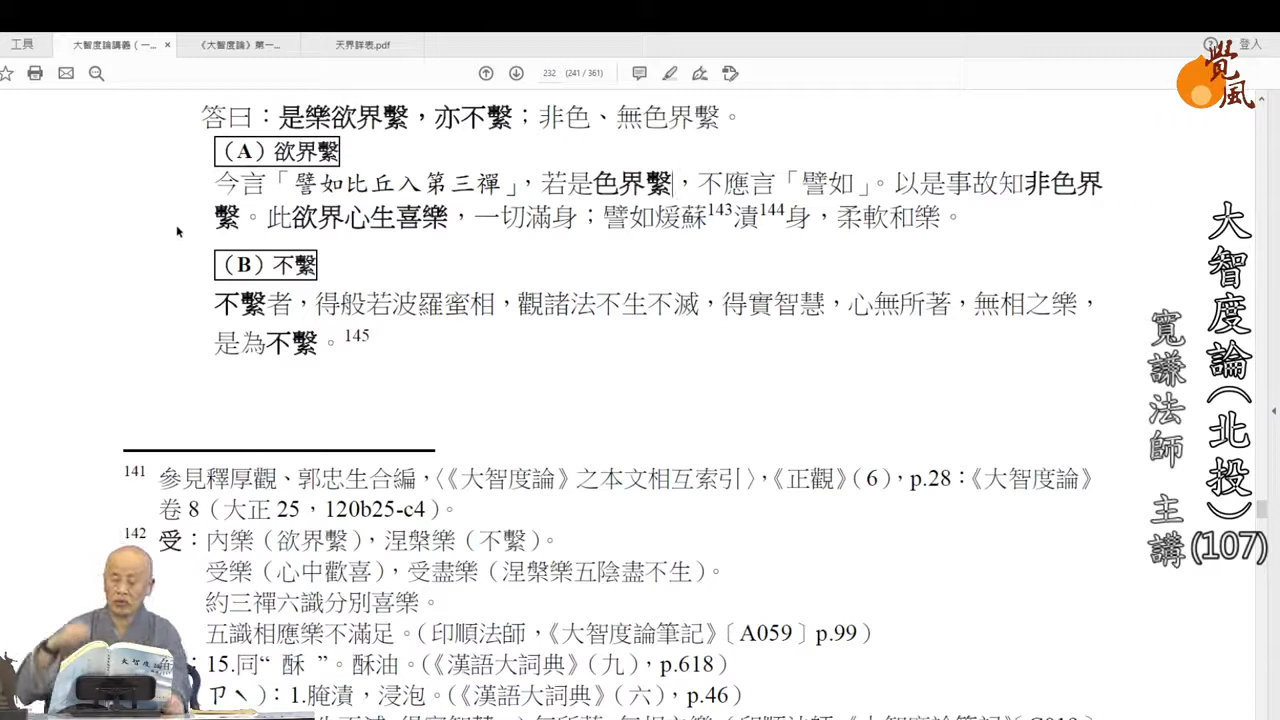 工具
大智度論講義（一_...
×
《大智度論》第一...
天界詳表.pdf
登入
232
(241 / 361)
覺風
答曰：是樂欲界繫，亦不繫；非色、無色界繫。
（A）欲界繫
今言「譬如比丘入第三禪」，若是色界繫，不應言「譬如」。以是事故知非色界
繫。此欲界心生喜樂，一切滿身；譬如煖蘇143漬144身，柔軟和樂。
（B）不繫
不繫者，得般若波羅蜜相，觀諸法不生不滅，得實智慧，心無所著，無相之樂，
是為不繫。145
141 參見釋厚觀、郭忠生合編，〈《大智度論》之本文相互索引〉，《正觀》（6），p.28：《大智度論》
卷 8（大正 25，120b25-c4）。
142 受：內樂（欲界繫），涅槃樂（不繫）。
受樂（心中歡喜），受盡樂（涅槃樂五陰盡不生）。
約三禪六識分別喜樂。
五識相應樂不滿足。（印順法師，《大智度論筆記》〔A059〕p.99）
：15.同“酥”。酥油。（《漢語大詞典》（九），p.618）
ㄗㄟ）：1.腌漬，浸泡。（《漢語大詞典》（六），p.46）
大智度論（北投）(107)
寬謙法師 主講
大智度論